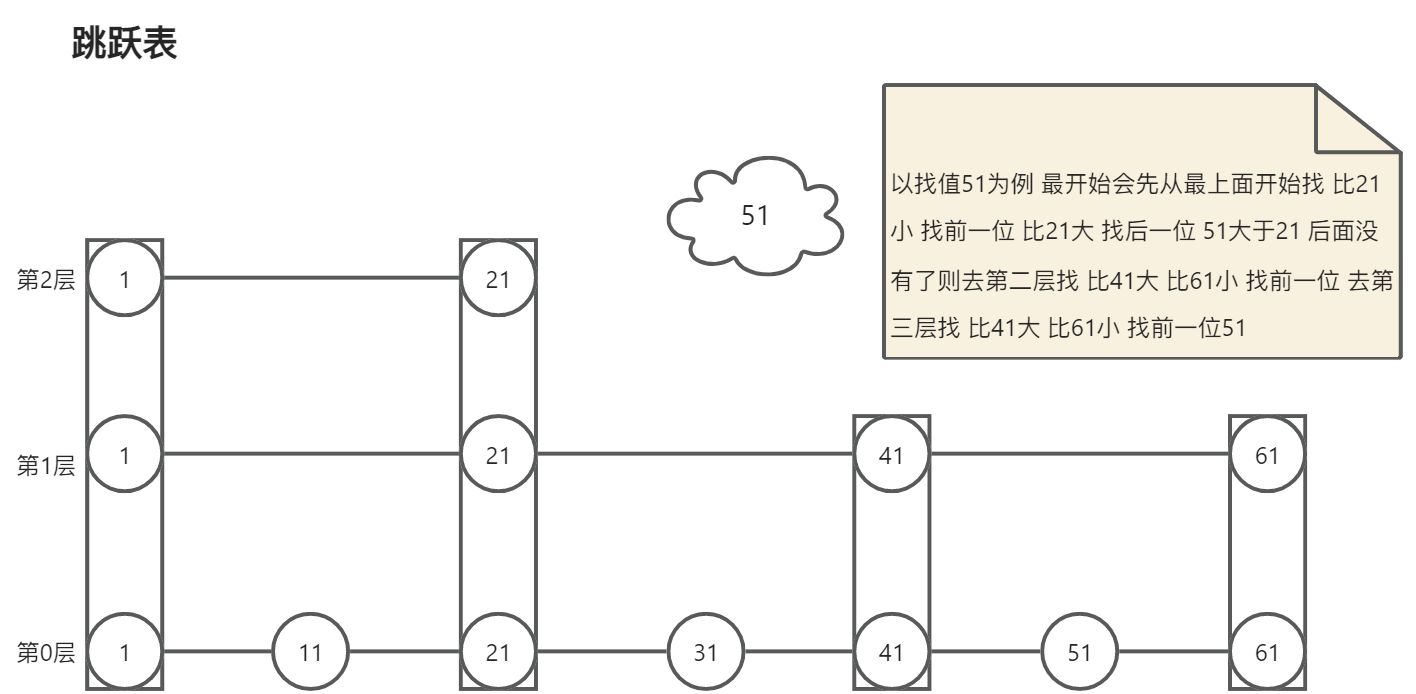 跳跃表
51
以找值51为例 最开始会先从最上面开始找 比21
小 找前一位 比21大 找后一位 51大于21 后面没
有了则去第二层找 比41大 比61小 找前一位 去第
三层找 比41大 比61小 找前一位51
第2层 1 21
第1层 1 21 41 61
第0层 1 11 21 31 41 51 61